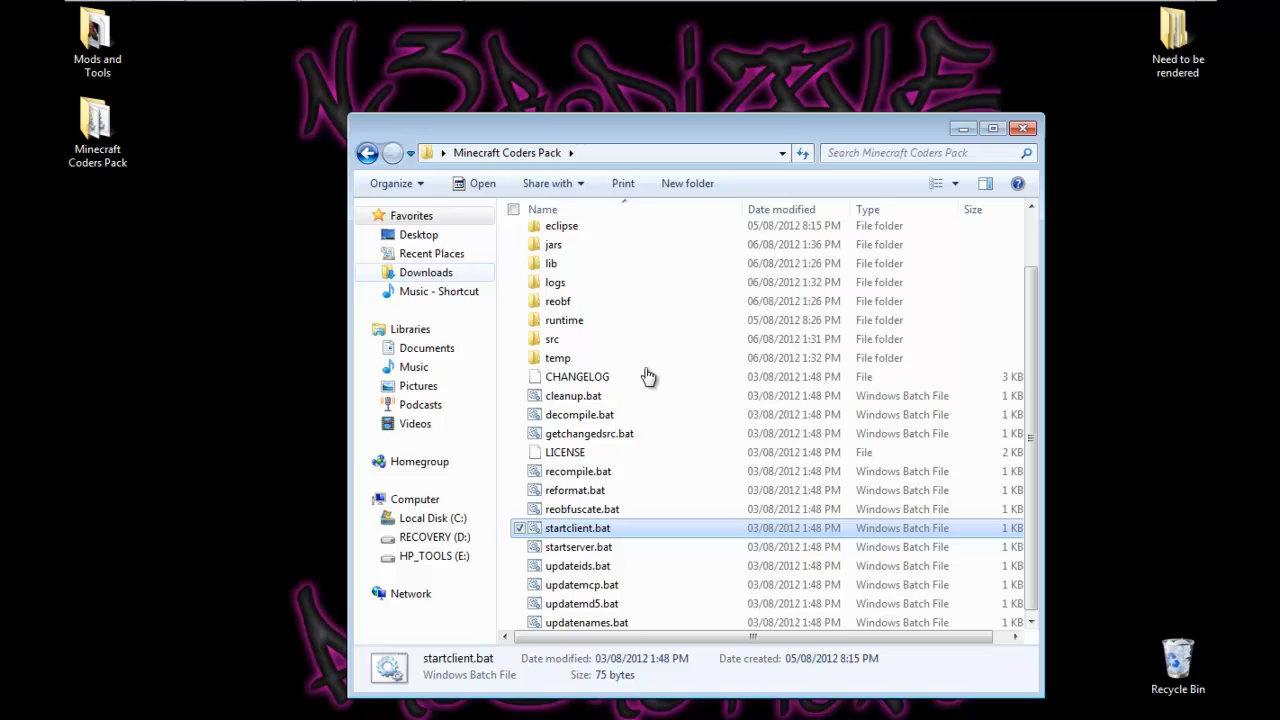 Mods and
Tools
Minecraft
Coders Pack
Need to be
rendered
Minecraft Coders Pack
Search Minecraft Coders Pack
Organize
Open
Share with
Print
New folder
Favorites
Desktop
Recent Places
Downloads
Music - Shortcut
Libraries
Documents
Music
Pictures
Podcasts
Videos
Homegroup
Computer
Local Disk (C:)
RECOVERY (D:)
HP_TOOLS (E:)
Network
Name Date modified Type Size
eclipse 05/08/2012 8:15 PM File folder
jars 06/08/2012 1:36 PM File folder
lib 06/08/2012 1:26 PM File folder
logs 06/08/2012 1:32 PM File folder
reobf 06/08/2012 1:26 PM File folder
runtime 05/08/2012 8:26 PM File folder
src 06/08/2012 1:31 PM File folder
temp 06/08/2012 1:32 PM File folder
CHANGELOG 03/08/2012 1:48 PM File 3 KB
cleanup.bat 03/08/2012 1:48 PM Windows Batch File 1 KB
decompile.bat 03/08/2012 1:48 PM Windows Batch File 1 KB
getchangedsrc.bat 03/08/2012 1:48 PM Windows Batch File 1 KB
LICENSE 03/08/2012 1:48 PM File 2 KB
recompile.bat 03/08/2012 1:48 PM Windows Batch File 1 KB
reformat.bat 03/08/2012 1:48 PM Windows Batch File 1 KB
reobfuscate.bat 03/08/2012 1:48 PM Windows Batch File 1 KB
startclient.bat 03/08/2012 1:48 PM Windows Batch File 1 KB
startserver.bat 03/08/2012 1:48 PM Windows Batch File 1 KB
updateids.bat 03/08/2012 1:48 PM Windows Batch File 1 KB
updatemcp.bat 03/08/2012 1:48 PM Windows Batch File 1 KB
updatemd5.bat 03/08/2012 1:48 PM Windows Batch File 1 KB
updatenames.bat 03/08/2012 1:48 PM Windows Batch File 1 KB
startclient.bat Date modified: 03/08/2012 1:48 PM Date created: 05/08/2012 8:15 PM
Windows Batch File Size: 75 bytes
Recycle Bin